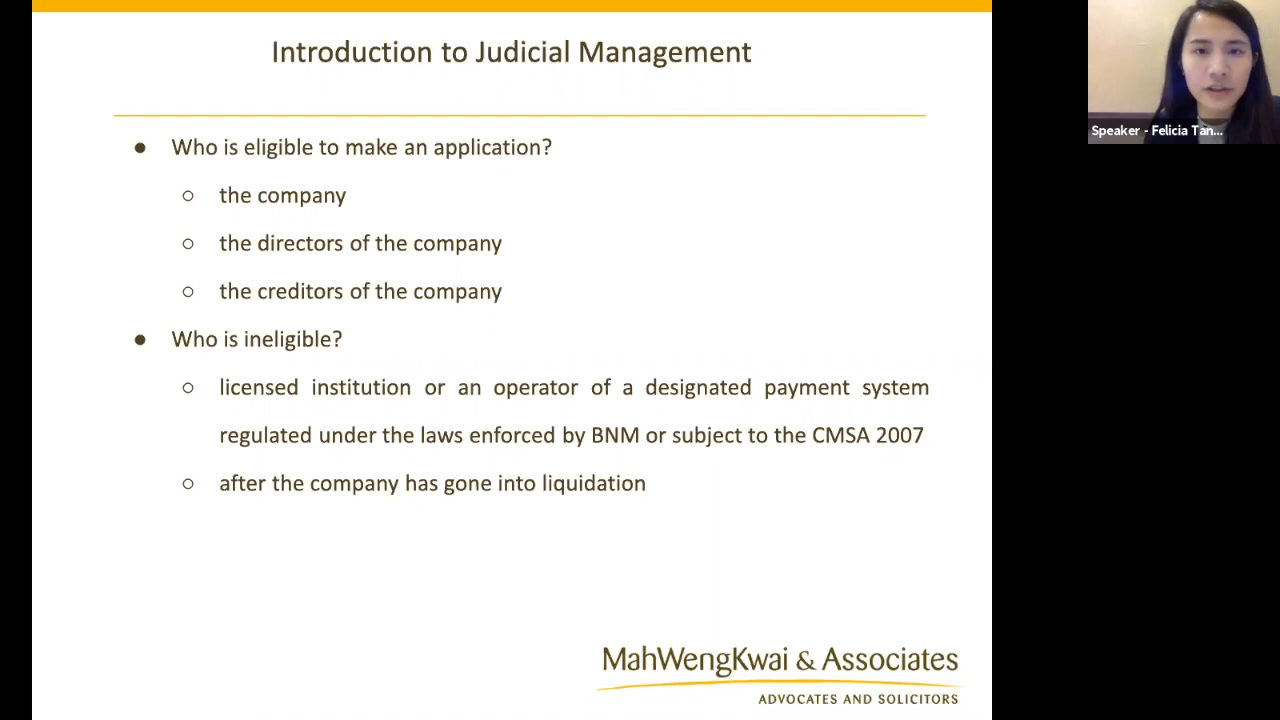 Introduction to Judicial Management
● Who is eligible to make an application?
○ the company
○ the directors of the company
○ the creditors of the company
● Who is ineligible?
○ licensed institution or an operator of a designated payment system
regulated under the laws enforced by BNM or subject to the CMSA 2007
○ after the company has gone into liquidation
MahWengKwai & Associates
ADVOCATES AND SOLICITORS
Speaker - Felicia Tan...